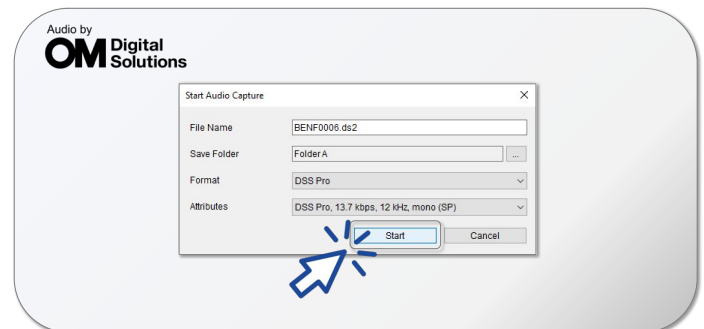 Audio by
OM Digital
Solutions
Start Audio Capture
File Name
BENF0006.ds2
Save Folder
Folder A
...
Format
DSS Pro
Attributes
DSS Pro, 13.7 kbps, 12 kHz, mono (SP)
Start
Cancel